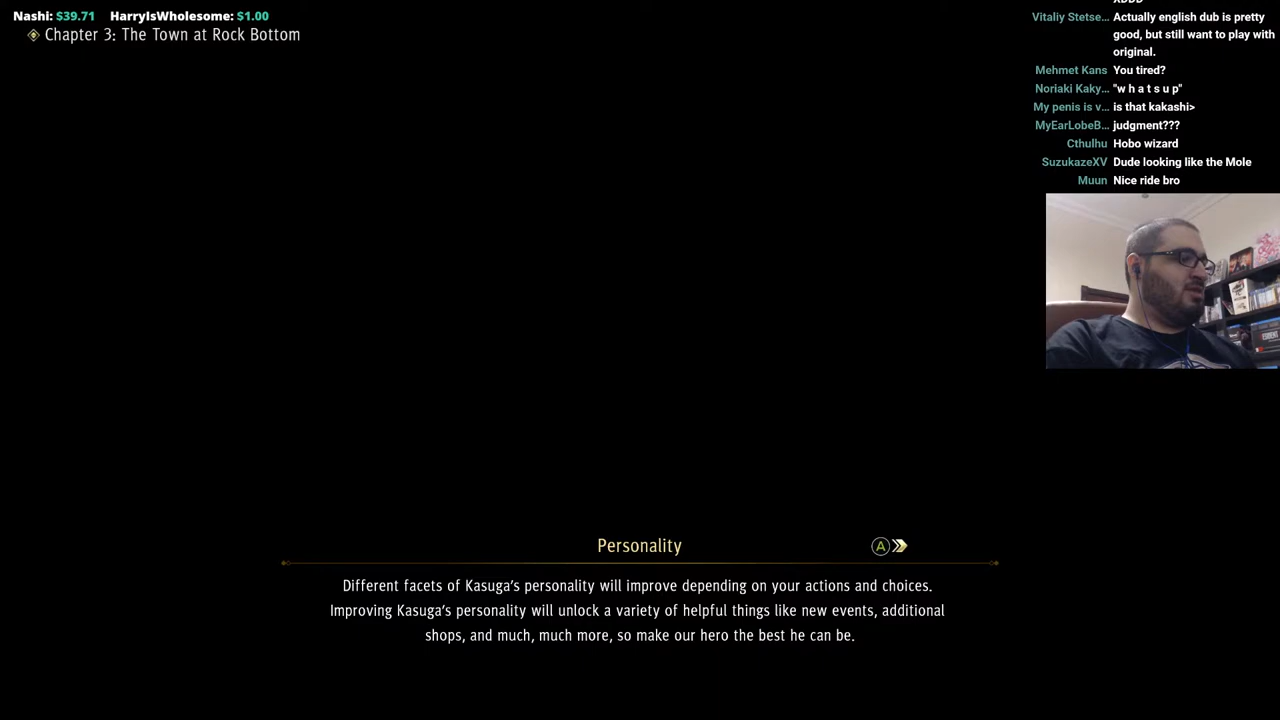 Nashi: $39.71 HarryIsWholesome: $1.00
Chapter 3: The Town at Rock Bottom
Vitaliy Stetse... Actually english dub is pretty
good, but still want to play with
original.
Mehmet Kans You tired?
Noriaki Kaky... "w h a t s u p"
My penis is v... is that kakashi>
MyEarLobeB... judgment???
Cthulhu Hobo wizard
SuzukazeXV Dude looking like the Mole
Muun Nice ride bro
Personality
A
Different facets of Kasuga's personality will improve depending on your actions and choices.
Improving Kasuga's personality will unlock a variety of helpful things like new events, additional
shops, and much, much more, so make our hero the best he can be.